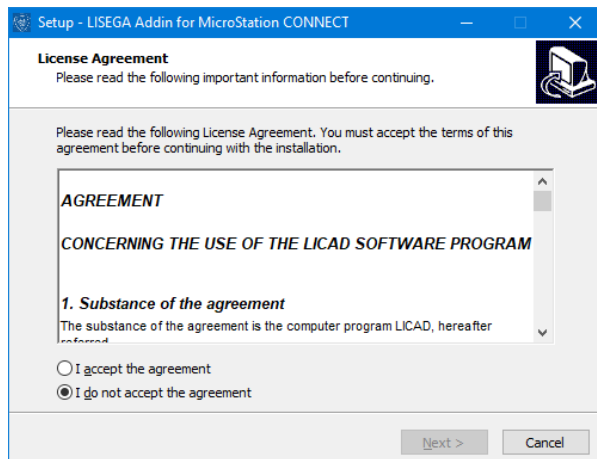 Setup - LISEGA Addin for MicroStation CONNECT
License Agreement
Please read the following important information before continuing.
Please read the following License Agreement. You must accept the terms of this
agreement before continuing with the installation.
AGREEMENT
CONCERNING THE USE OF THE LICAD SOFTWARE PROGRAM
1. Substance of the agreement
The substance of the agreement is the computer program LICAD, hereafter
referred
I accept the agreement
I do not accept the agreement
Next >
Cancel